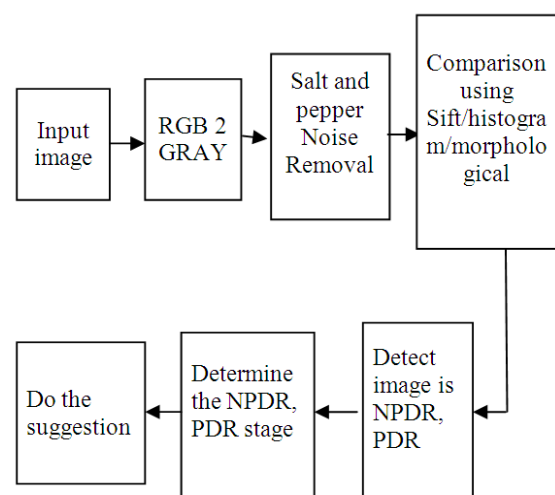 Input
image
RGB 2
GRAY
Salt and
pepper
Noise
Removal
Comparison
using
Sift/histogra
m/morpholo
gical
Detect
image is
NPDR,
PDR
Determine
the NPDR,
PDR stage
Do the
suggestion